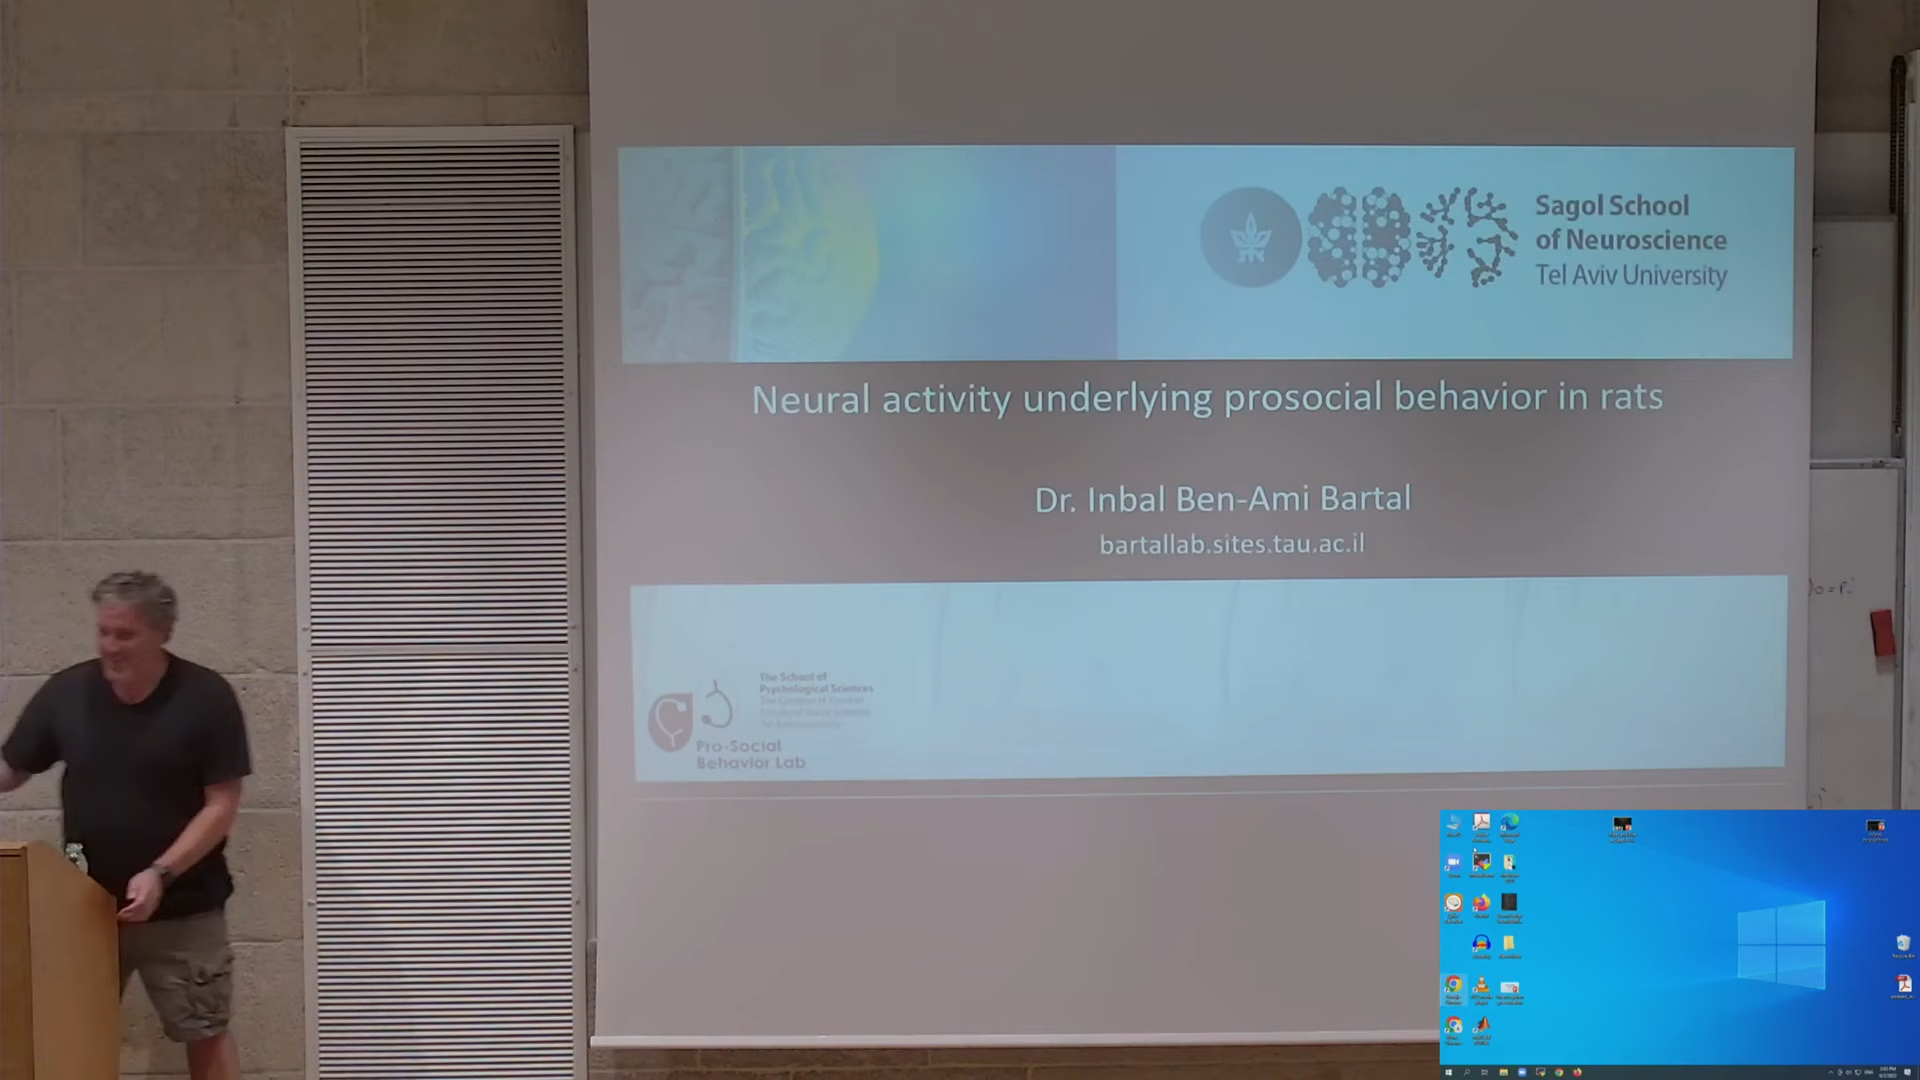 Sagol School
of Neuroscience
Tel Aviv University
Neural activity underlying prosocial behavior in rats
Dr. Inbal Ben-Ami Bartal
bartallab.sites.tau.ac.il
The School of
Psychological Sciences
Pro-Social
Behavior Lab